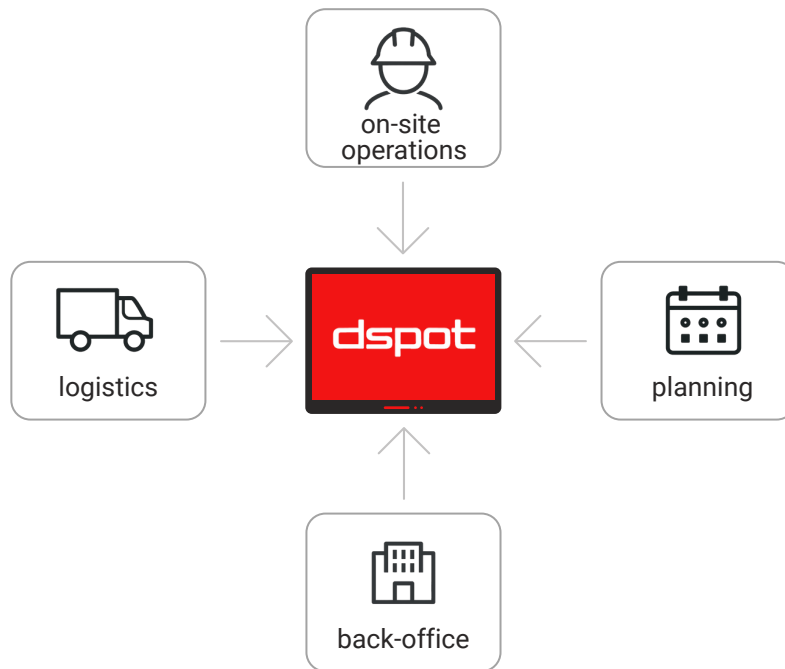 on-site
operations
logistics
dspot
planning
back-office